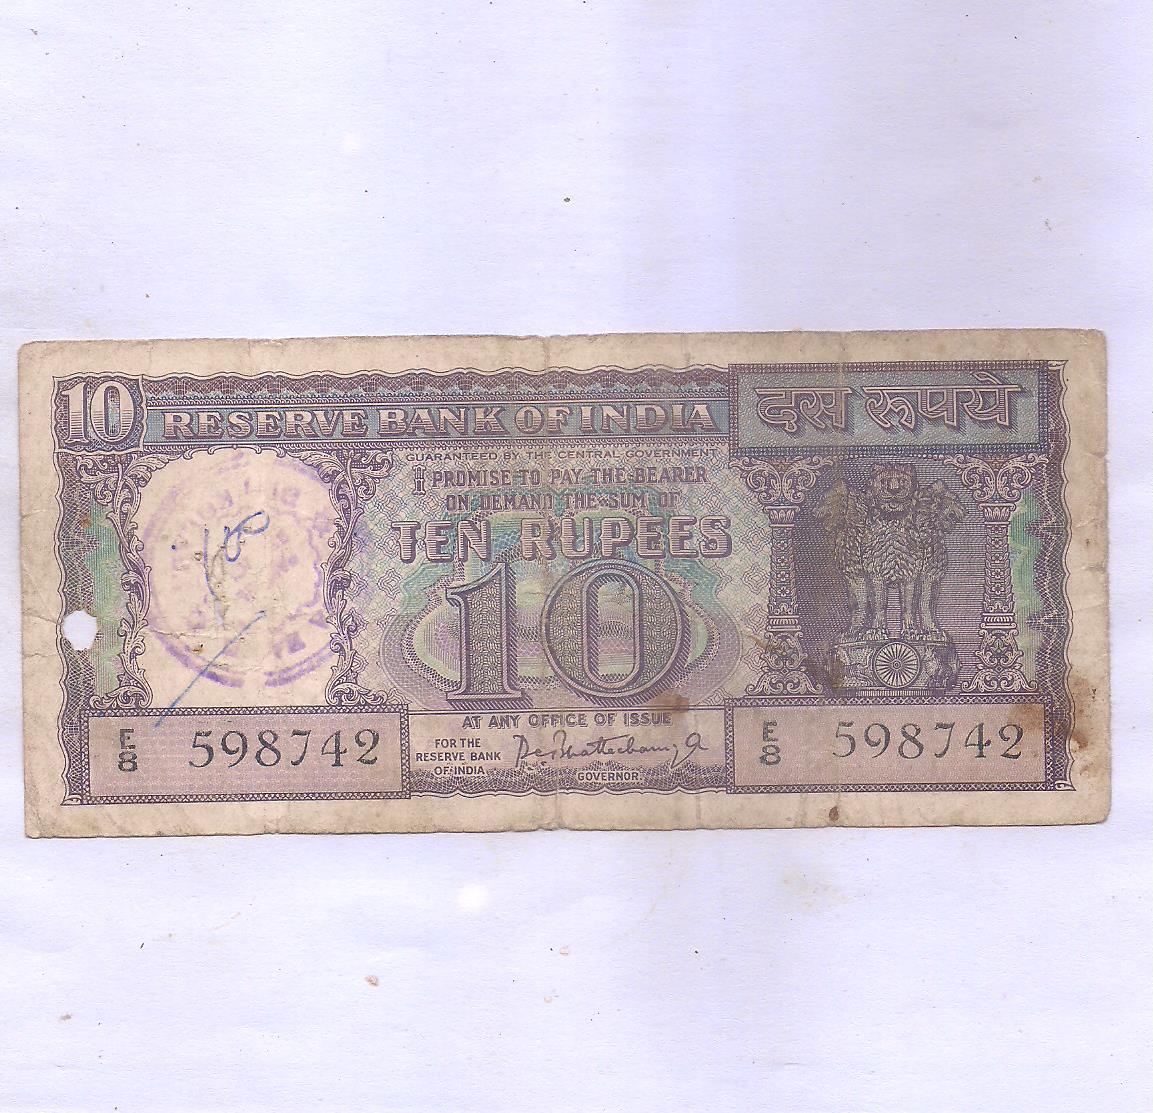 10
RESERVE BANK OF INDIA
दस रूपये
GUARANTEED BY THE CENTRAL GOVERNMENT
I PROMISE TO PAY THE BEARER
ON DEMAND THE SUM OF
TEN RUPEES
10
AT ANY OFFICE OF ISSUE
FOR THE
RESERVE BANK
OF INDIA
GOVERNOR.
E
8 598742
E
8 598742